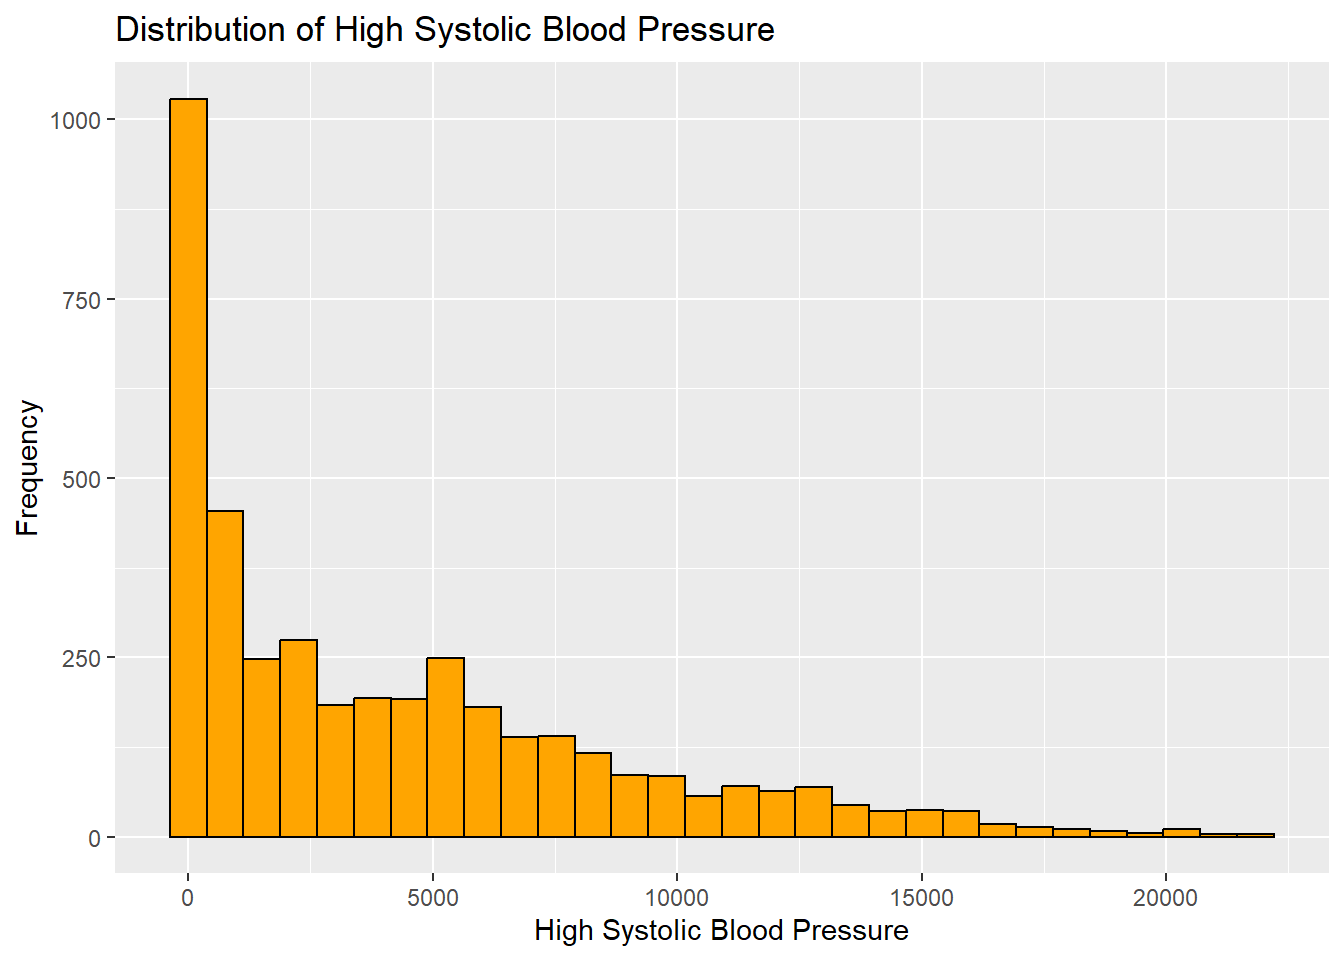 Distribution of High Systolic Blood Pressure
1000
750
500
250
0
Frequency
0 5000 10000 15000 20000
High Systolic Blood Pressure